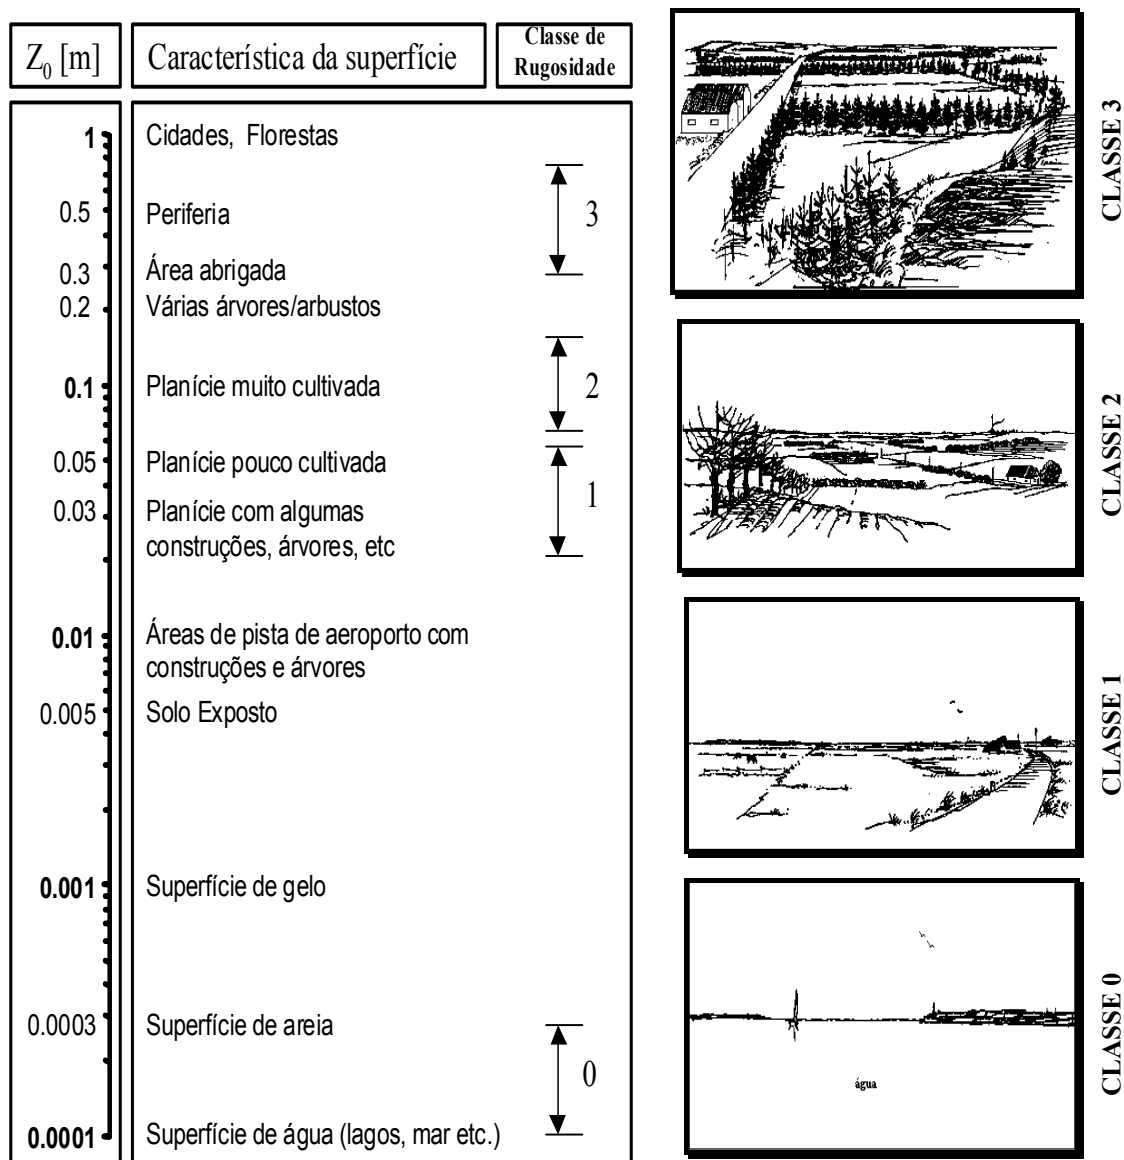 Z0 [m]
Característica da superfície
Classe de
Rugosidade
1 Cidades, Florestas
0.5 Periferia
3
0.3 Área abrigada
0.2 Várias árvores/arbustos
0.1 Planície muito cultivada
2
0.05 Planície pouco cultivada
1
0.03 Planície com algumas
construções, árvores, etc
0.01 Áreas de pista de aeroporto com
construções e árvores
0.005 Solo Exposto
0.001 Superfície de gelo
0.0003 Superfície de areia
0
0.0001 Superfície de água (lagos, mar etc.)
CLASSE 3
CLASSE 2
CLASSE 1
água
CLASSE 0